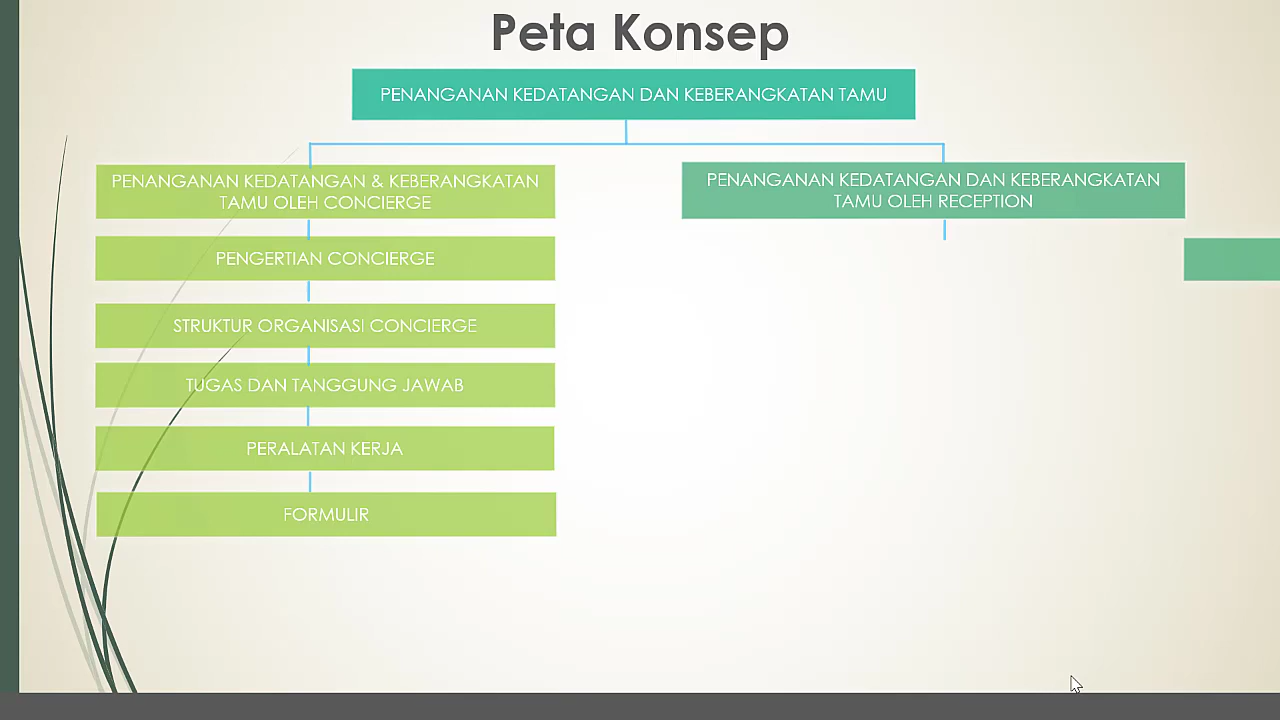 Peta Konsep
PENANGANAN KEDATANGAN DAN KEBERANGKATAN TAMU
PENANGANAN KEDATANGAN & KEBERANGKATAN
TAMU OLEH CONCIERGE
PENANGANAN KEDATANGAN DAN KEBERANGKATAN
TAMU OLEH RECEPTION
PENGERTIAN CONCIERGE
STRUKTUR ORGANISASI CONCIERGE
TUGAS DAN TANGGUNG JAWAB
PERALATAN KERJA
FORMULIR